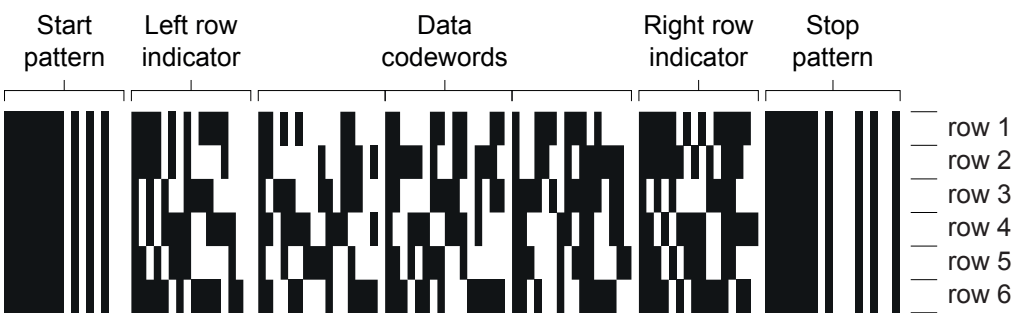 Start pattern
Left row indicator
Data codewords
Right row indicator
Stop pattern
row 1
row 2
row 3
row 4
row 5
row 6